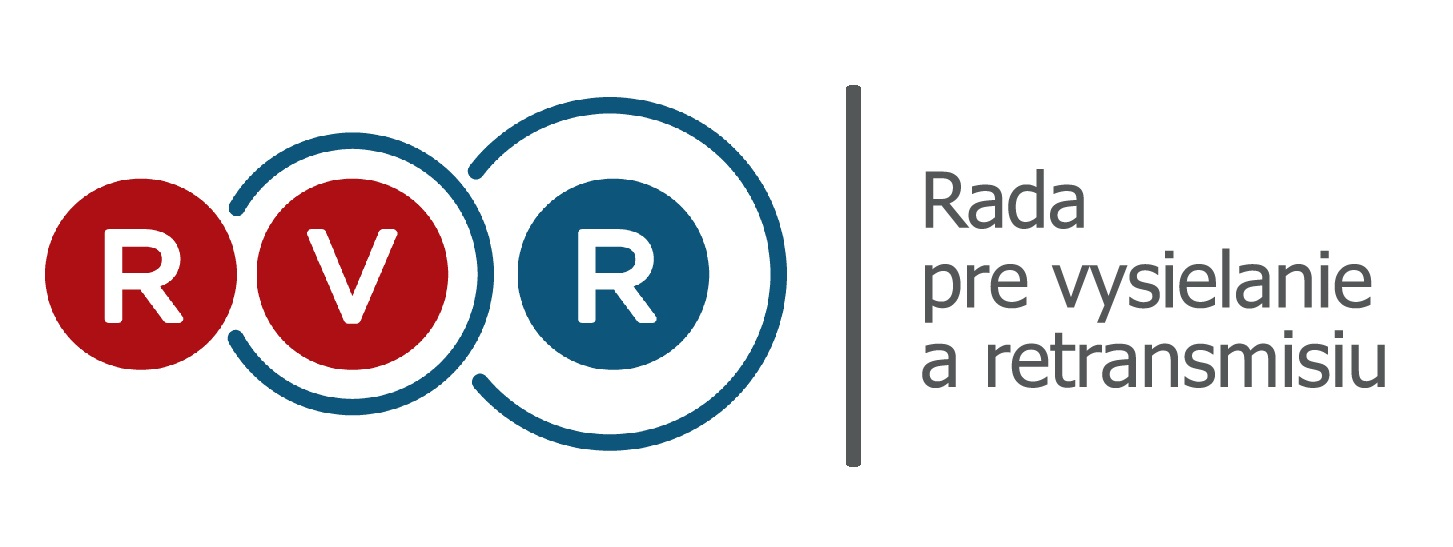 RVR
Rada
pre vysielanie
a retransmisiu